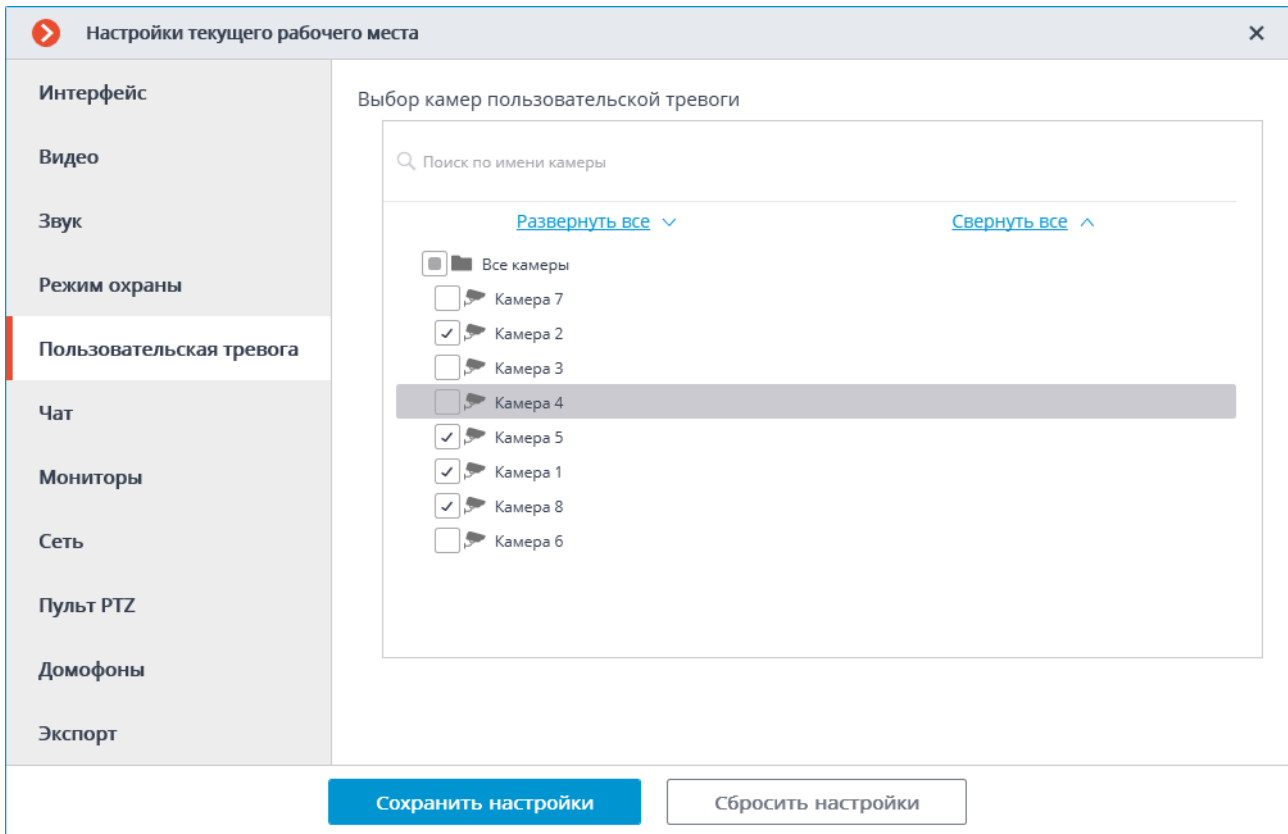 Настройки текущего рабочего места
Интерфейс
Видео
Звук
Режим охраны
Пользовательская тревога
Чат
Мониторы
Сеть
Пульт PTZ
Домофоны
Экспорт
Выбор камер пользовательской тревоги
Поиск по имени камеры
Развернуть все Свернуть все
Все камеры
Камера 7
Камера 2
Камера 3
Камера 4
Камера 5
Камера 1
Камера 8
Камера 6
Сохранить настройки Сбросить настройки